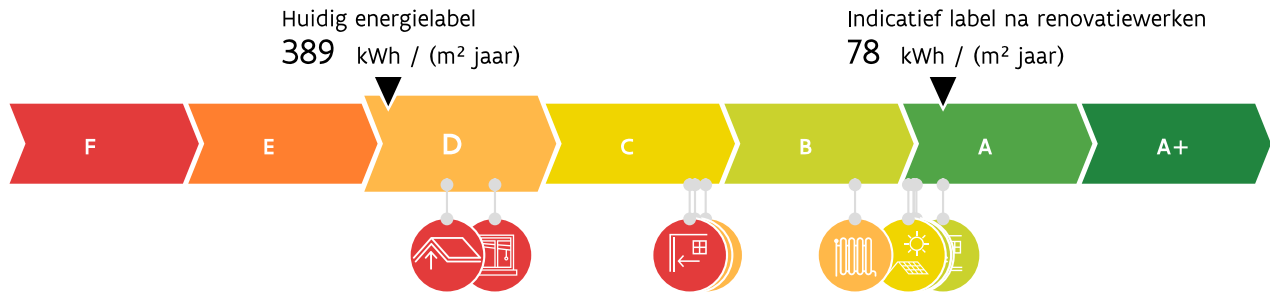 Huidig energielabel
389 kWh / (m² jaar)
Indicatief label na renovatiewerken
78 kWh / (m² jaar)
F E D C B A A+